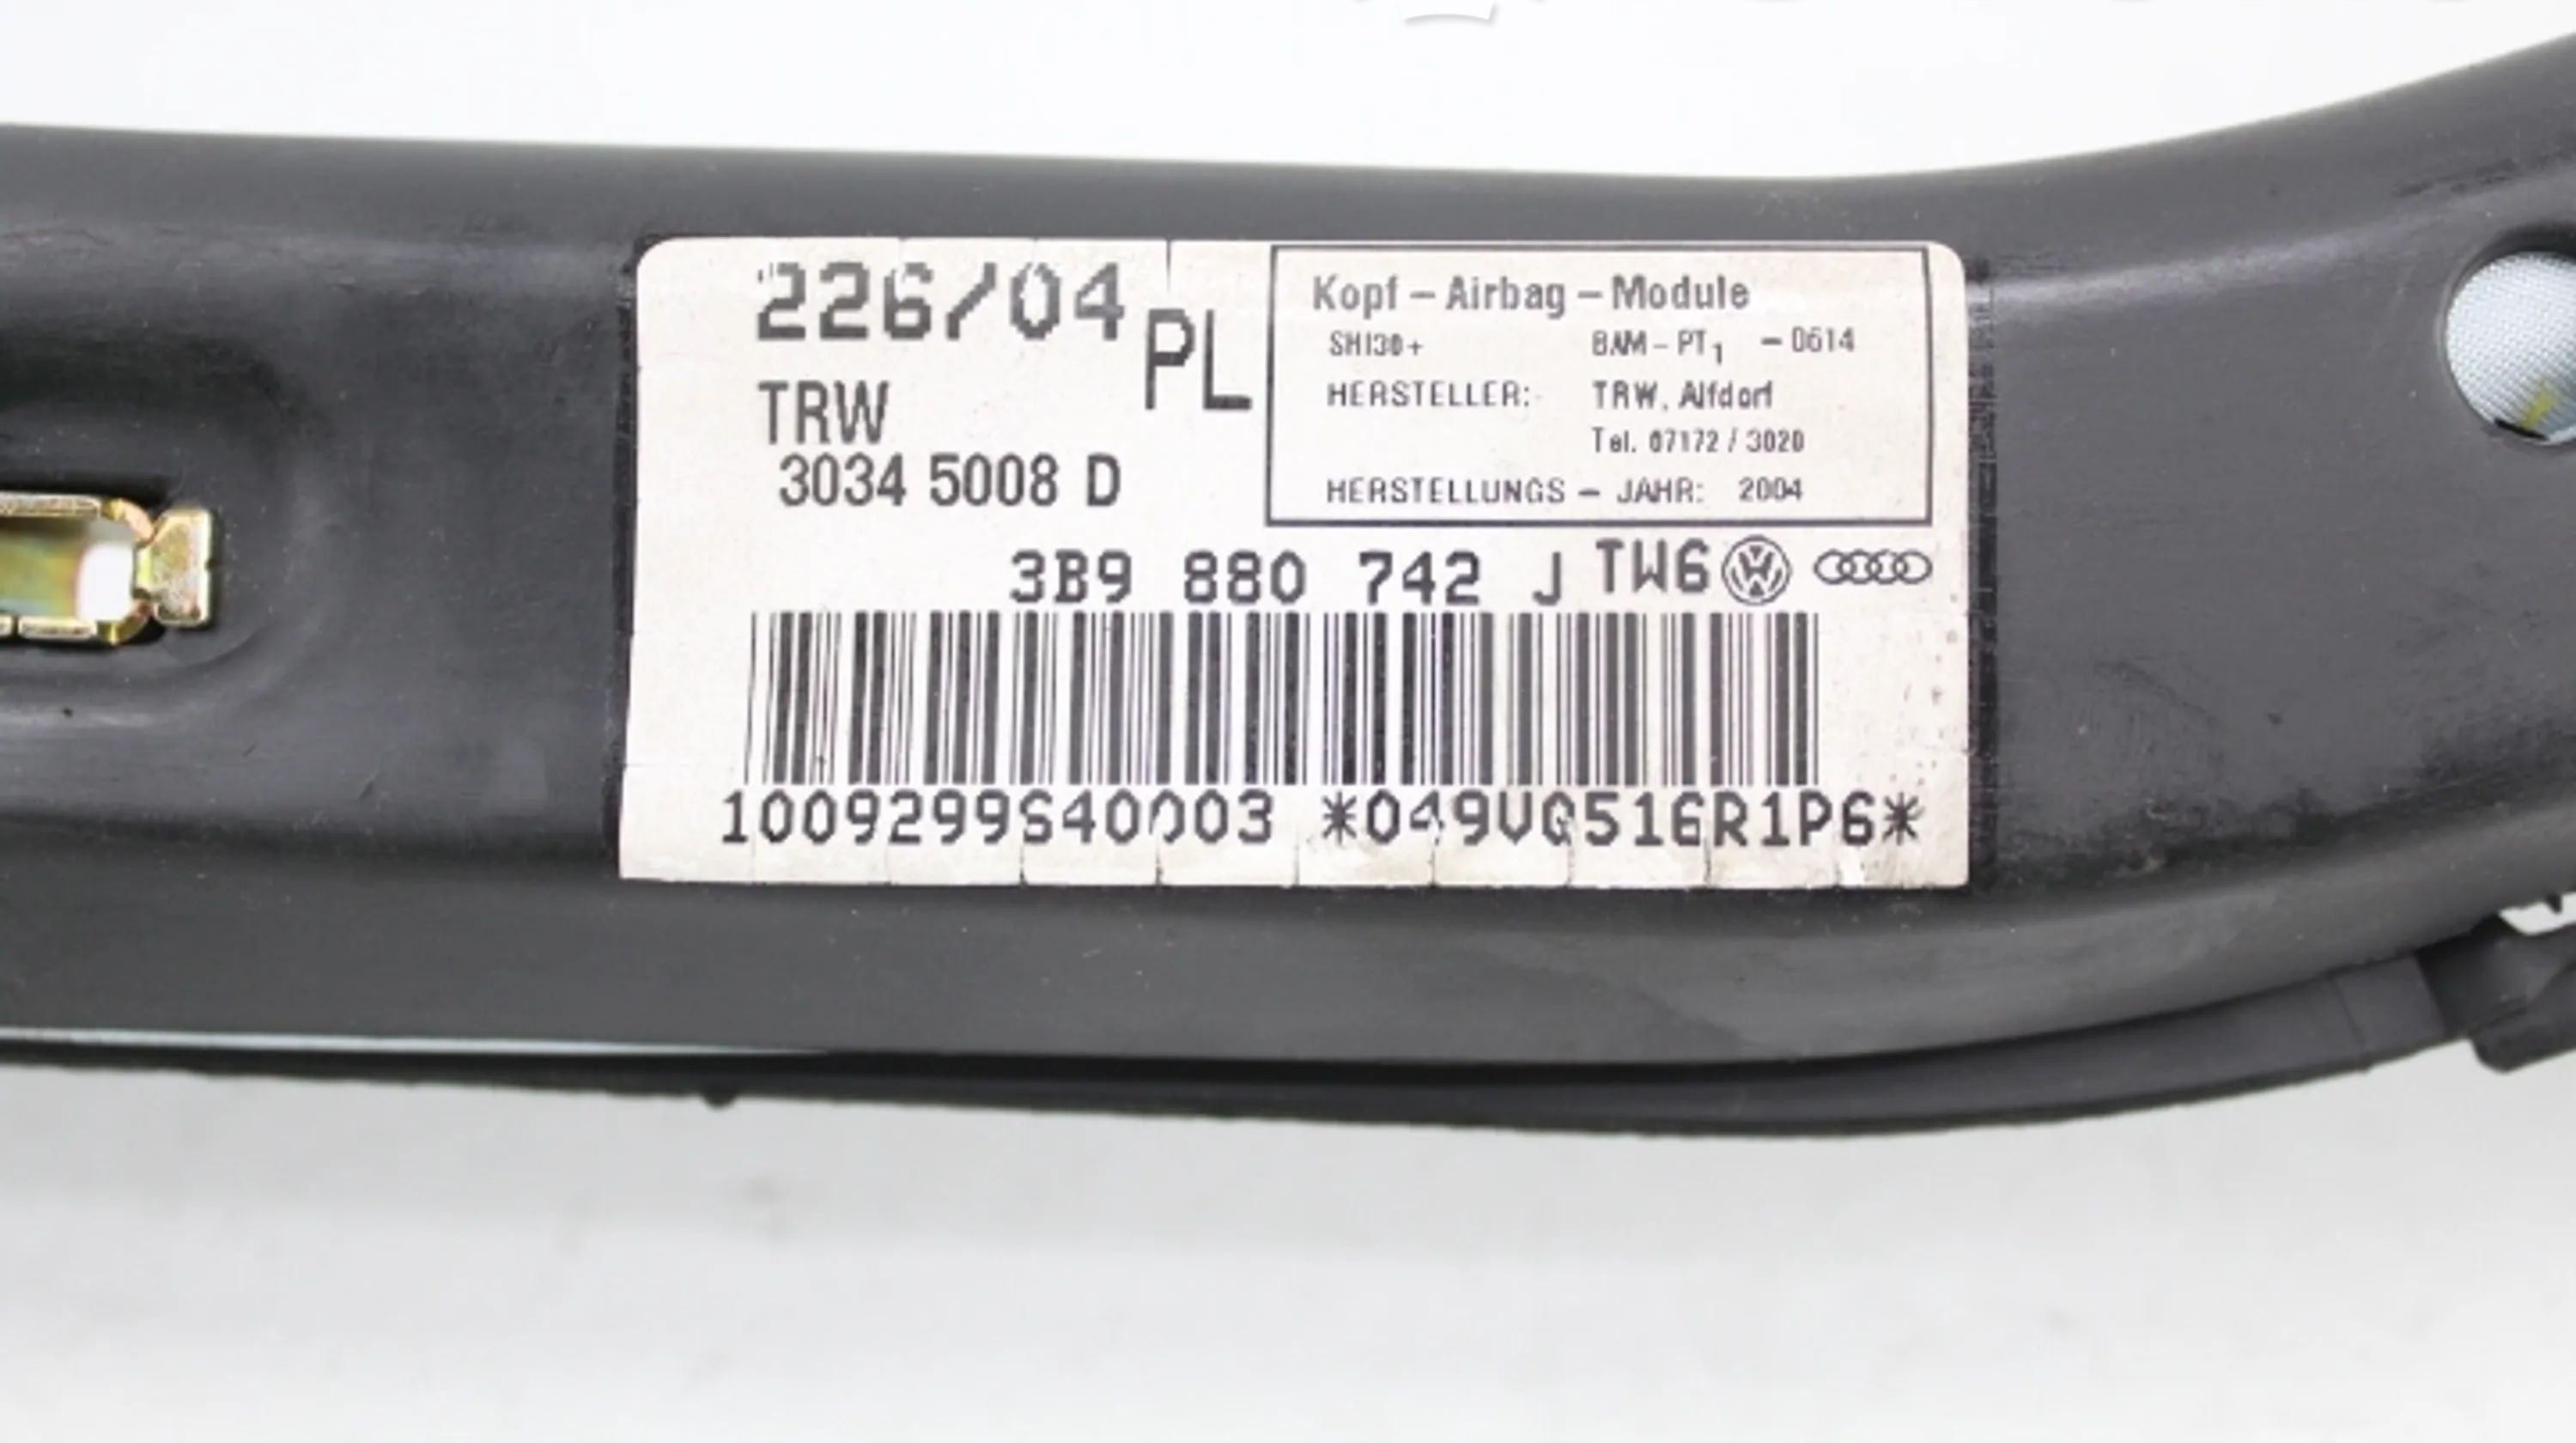 226/04
PL
TRW
3034 5008 D
Kopf – Airbag – Module
SHI30+ BAM – PT1 – 0614
HERSTELLER: TRW, Alfdorf
Tel. 07172 / 3020
HERSTELLUNGS – JAHR: 2004
3B9 880 742 J TW6
1009299S40003 *049VQ516R1P6*